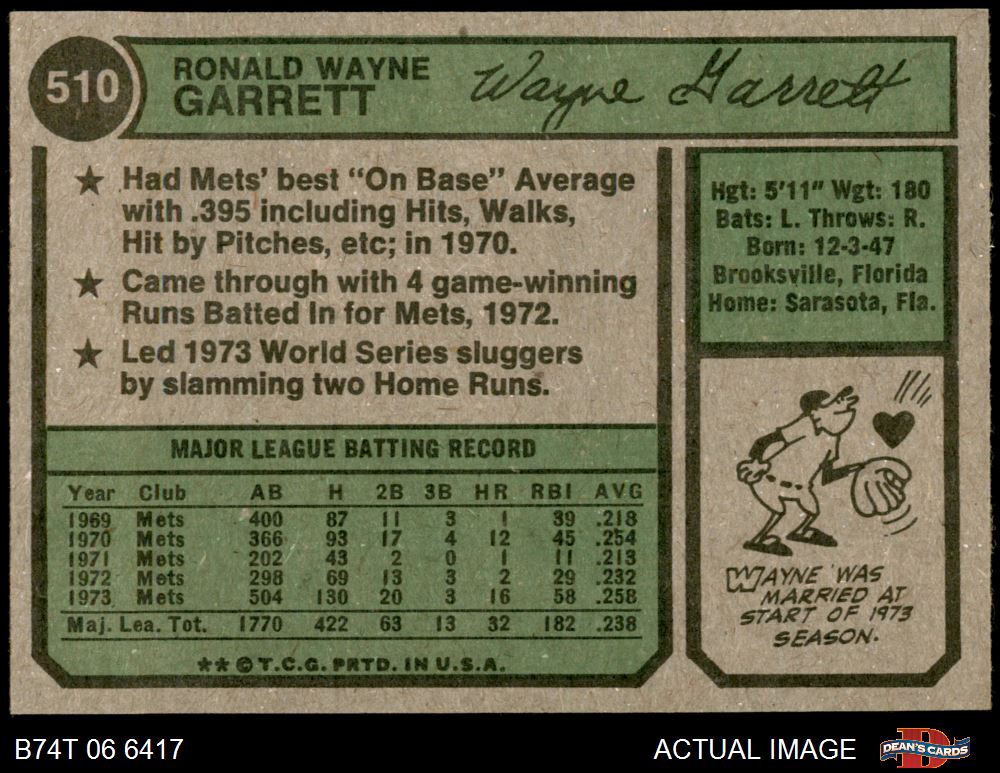 510
RONALD WAYNE
GARRETT
Wayne Garrett
★ Had Mets' best "On Base" Average
with .395 including Hits, Walks,
Hit by Pitches, etc; in 1970.
★ Came through with 4 game-winning
Runs Batted In for Mets, 1972.
★ Led 1973 World Series sluggers
by slamming two Home Runs.
Hgt: 5'11" Wgt: 180
Bats: L. Throws: R.
Born: 12-3-47
Brooksville, Florida
Home: Sarasota, Fla.
MAJOR LEAGUE BATTING RECORD
Year Club AB H 2B 3B HR RBI AVG
1969 Mets 400 87 11 3 1 39 .218
1970 Mets 366 93 17 4 12 45 .254
1971 Mets 202 43 2 0 1 11 .213
1972 Mets 298 69 13 3 2 29 .232
1973 Mets 504 130 20 3 16 58 .258
Maj. Lea. Tot. 1770 422 63 13 32 182 .238
★★ © T.C.G. PRTD. IN U.S.A.
WAYNE WAS
MARRIED AT
START OF 1973
SEASON.
B74T 06 6417
ACTUAL IMAGE
DEAN'S CARDS